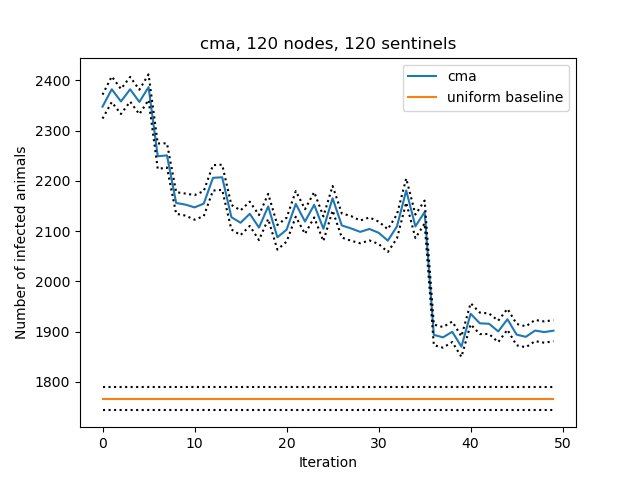 cma, 120 nodes, 120 sentinels
cma
uniform baseline
Number of infected animals
2400
2300
2200
2100
2000
1900
1800
0 10 20 30 40 50
Iteration